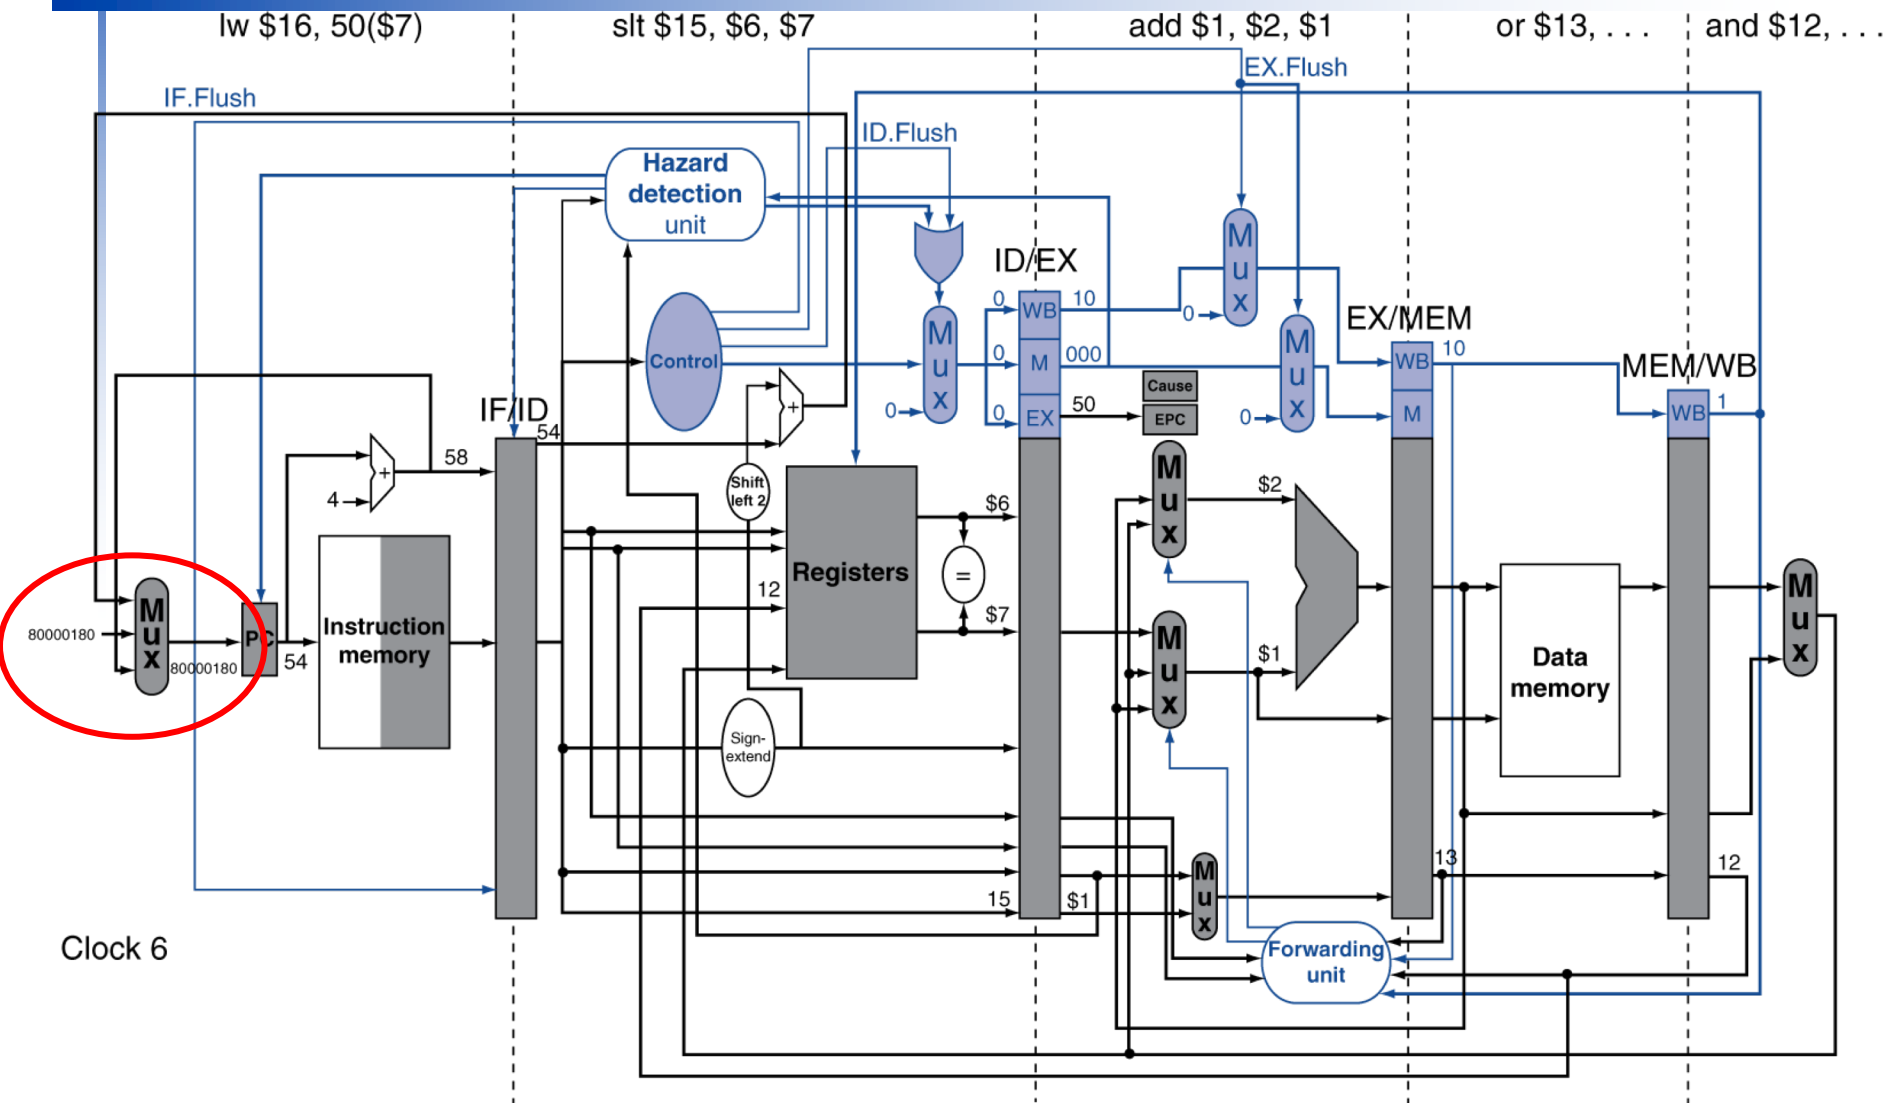 lw $16, 50($7)
slt $15, $6, $7
add $1, $2, $1
or $13, . . .
and $12, . . .
EX.Flush
IF.Flush
ID.Flush
Hazard
detection
unit
M
u
x
ID/EX
0
WB
10
0
EX/MEM
M
u
x
Control
M
u
x
0
M
000
WB
10
MEM/WB
Cause
0
0
EX
50
EPC
0
M
WB
1
IF/ID
54
+
58
+
4
Shift
left 2
M
u
x
$2
$6
=
12
Registers
$7
M
u
x
80000180
M
u
x
80000180
PC
54
Instruction
memory
M
u
x
$1
Data
memory
M
u
x
Sign-
extend
13
12
M
u
x
15
$1
Forwarding
unit
Clock 6